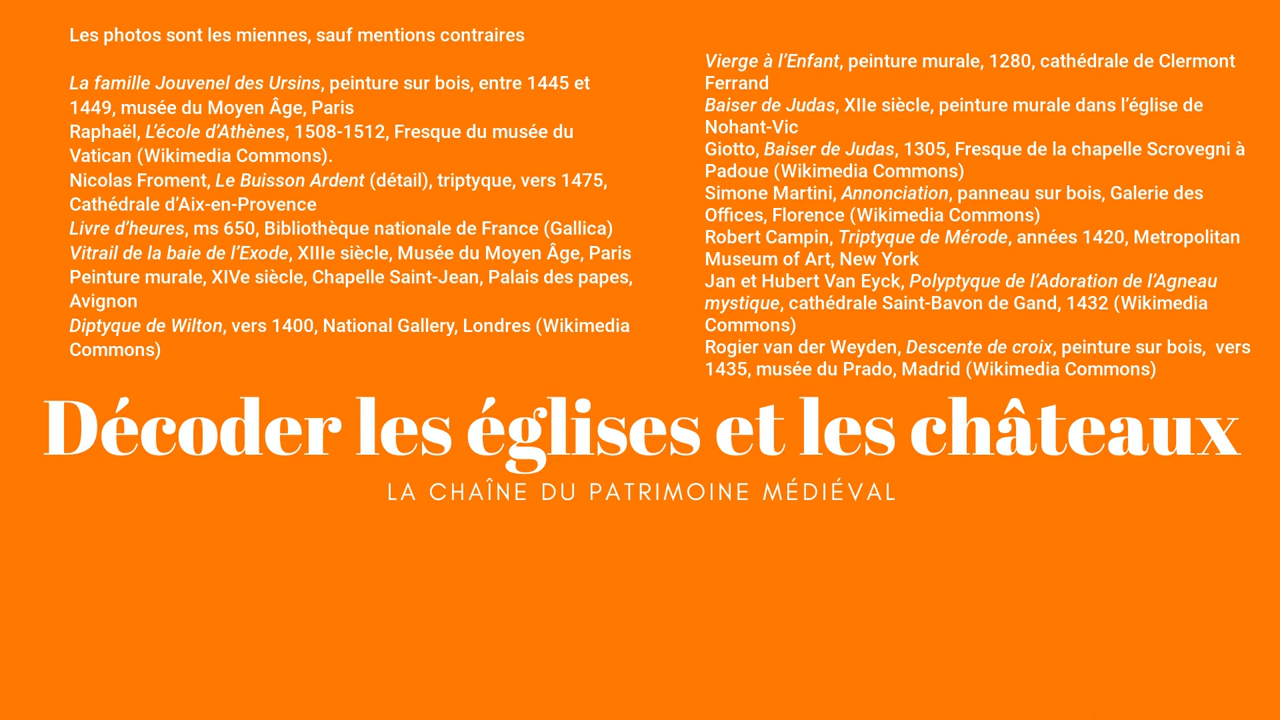 Les photos sont les miennes, sauf mentions contraires
La famille Jouvenel des Ursins, peinture sur bois, entre 1445 et
1449, musée du Moyen Âge, Paris
Raphaël, L’école d’Athènes, 1508-1512, Fresque du musée du
Vatican (Wikimedia Commons).
Nicolas Froment, Le Buisson Ardent (détail), triptyque, vers 1475,
Cathédrale d’Aix-en-Provence
Livre d’heures, ms 650, Bibliothèque nationale de France (Gallica)
Vitrail de la baie de l’Exode, XIIIe siècle, Musée du Moyen Âge, Paris
Peinture murale, XIVe siècle, Chapelle Saint-Jean, Palais des papes,
Avignon
Diptyque de Wilton, vers 1400, National Gallery, Londres (Wikimedia
Commons)
Vierge à l’Enfant, peinture murale, 1280, cathédrale de Clermont
Ferrand
Baiser de Judas, XIIe siècle, peinture murale dans l’église de
Nohant-Vic
Giotto, Baiser de Judas, 1305, Fresque de la chapelle Scrovegni à
Padoue (Wikimedia Commons)
Simone Martini, Annonciation, panneau sur bois, Galerie des
Offices, Florence (Wikimedia Commons)
Robert Campin, Triptyque de Mérode, années 1420, Metropolitan
Museum of Art, New York
Jan et Hubert Van Eyck, Polyptyque de l’Adoration de l’Agneau
mystique, cathédrale Saint-Bavon de Gand, 1432 (Wikimedia
Commons)
Rogier van der Weyden, Descente de croix, peinture sur bois, vers
1435, musée du Prado, Madrid (Wikimedia Commons)
Décoder les églises et les châteaux
LA CHAÎNE DU PATRIMOINE MÉDIÉVAL